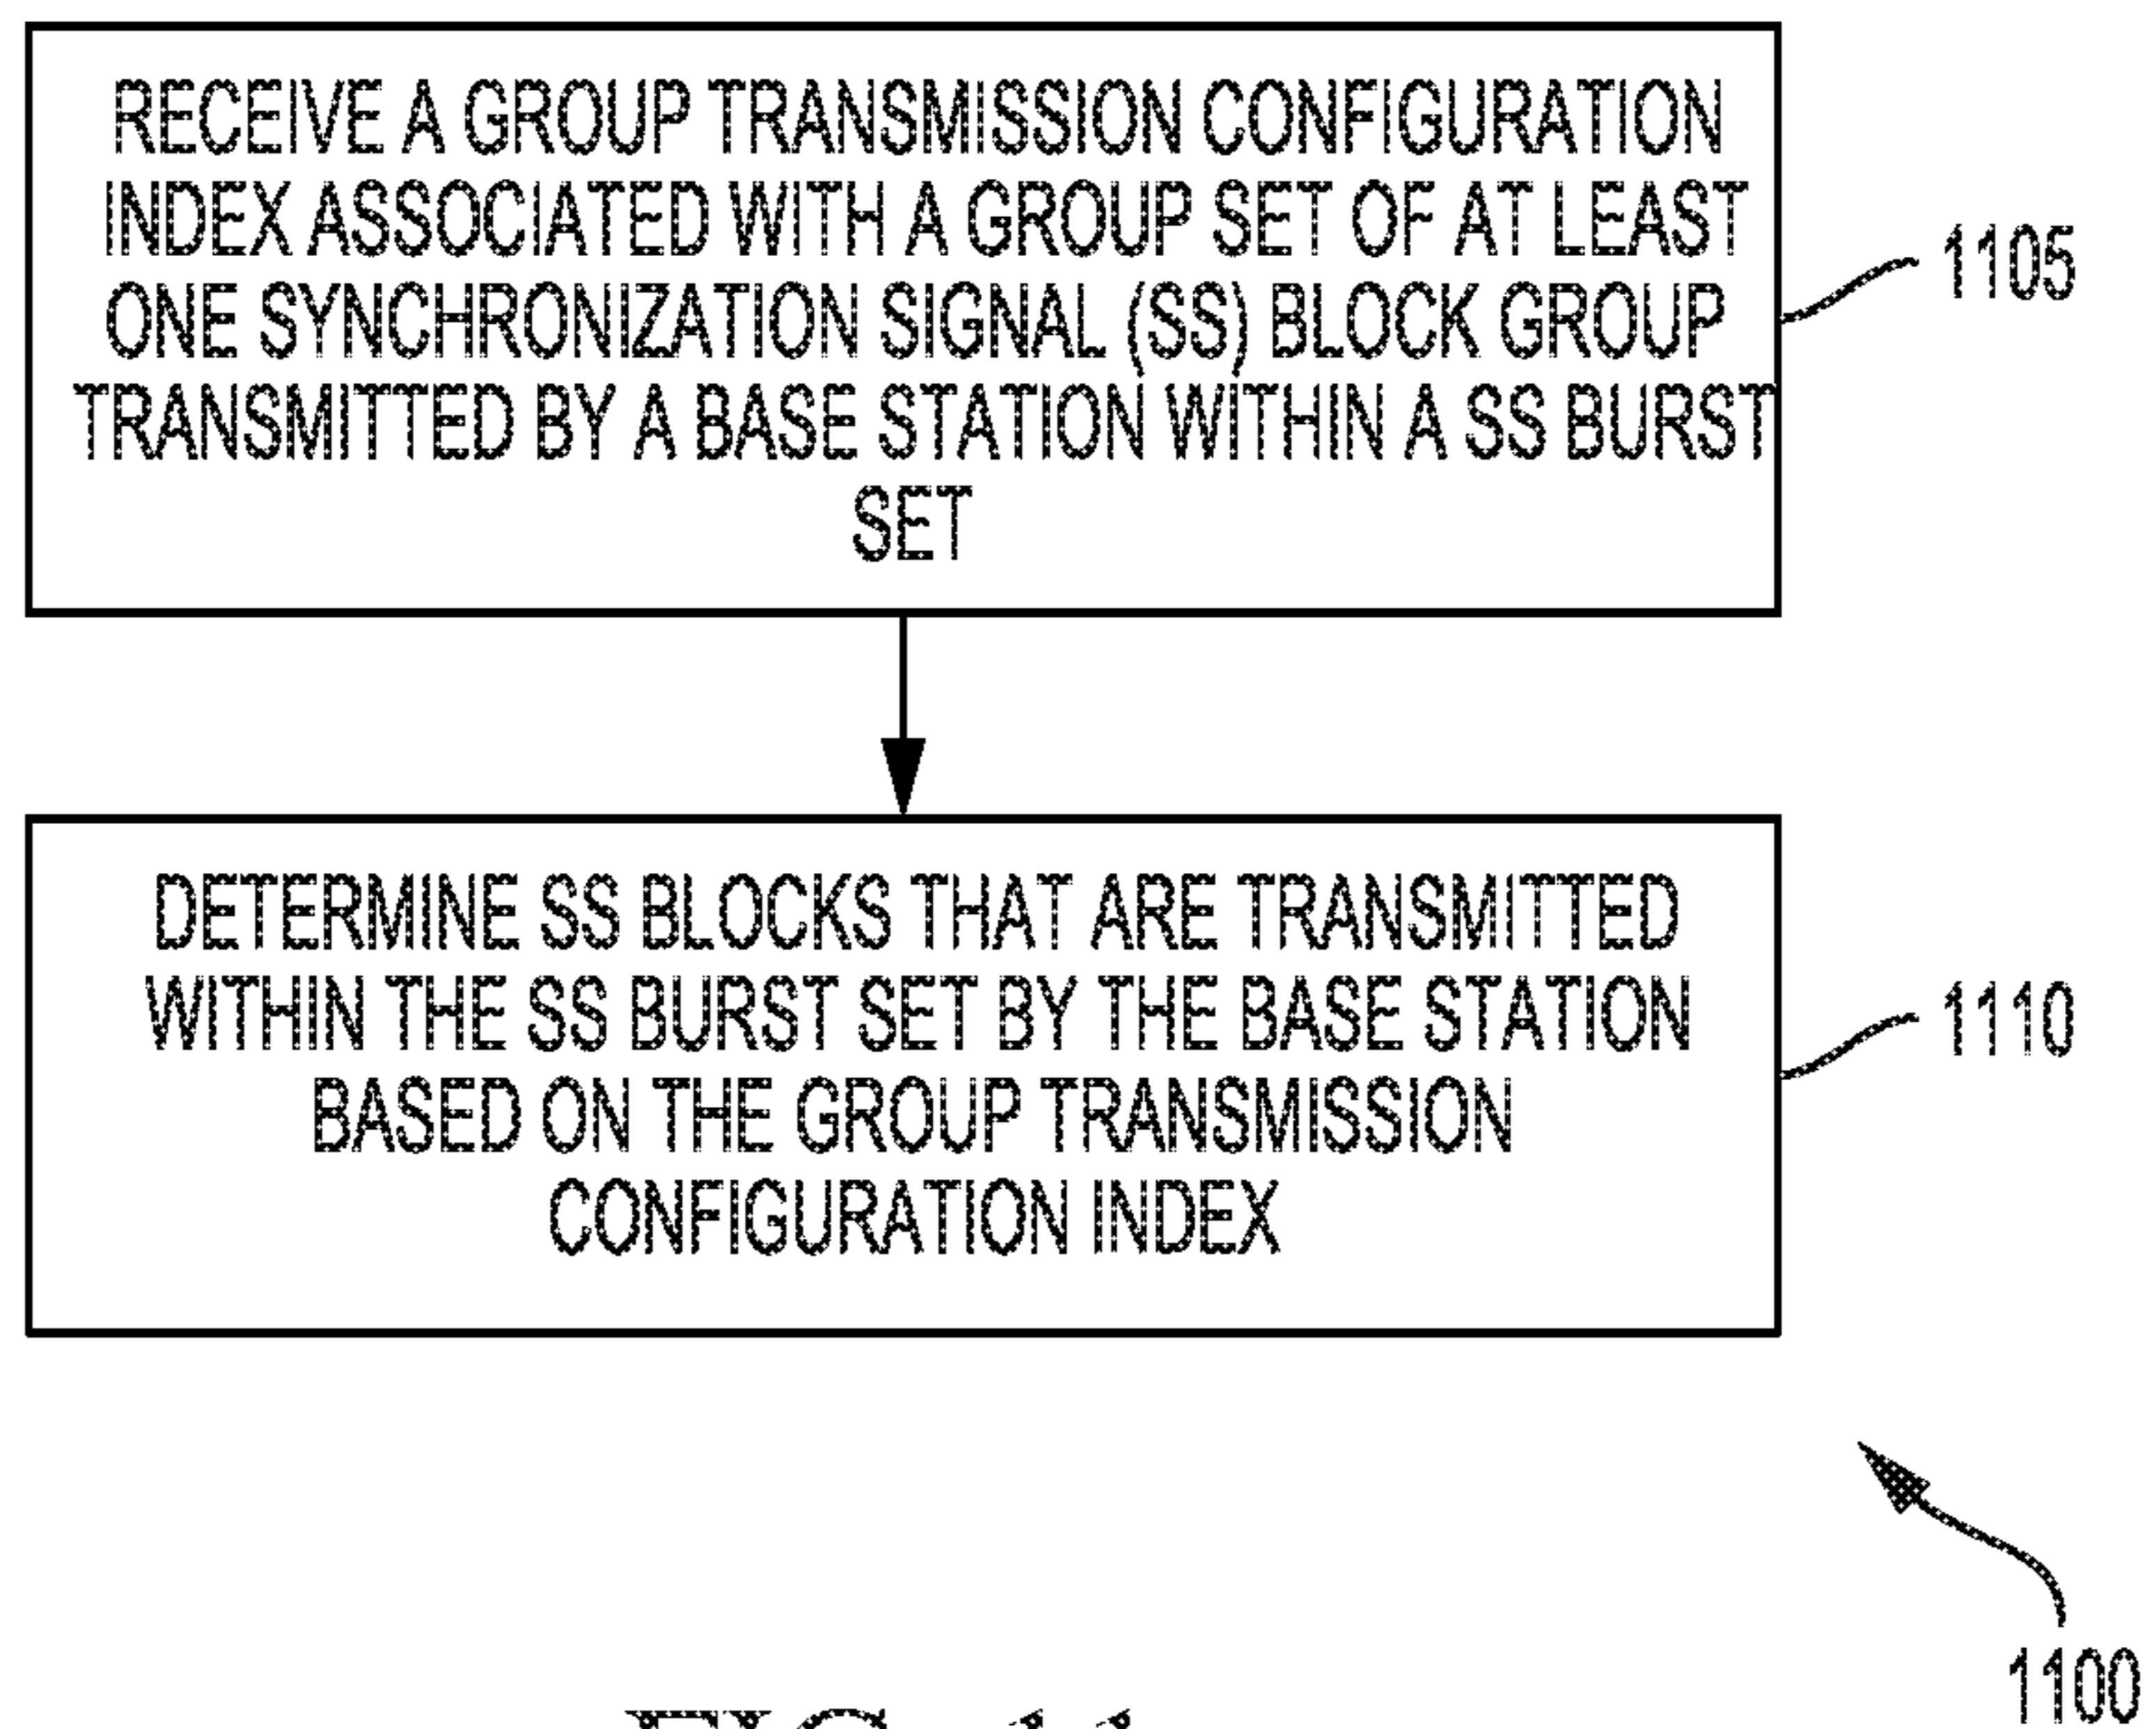 RECEIVE A GROUP TRANSMISSION CONFIGURATION
INDEX ASSOCIATED WITH A GROUP SET OF AT LEAST
ONE SYNCHRONIZATION SIGNAL (SS) BLOCK GROUP
TRANSMITTED BY A BASE STATION WITHIN A SS BURST
SET
1105
DETERMINE SS BLOCKS THAT ARE TRANSMITTED
WITHIN THE SS BURST SET BY THE BASE STATION
BASED ON THE GROUP TRANSMISSION
CONFIGURATION INDEX
1110
1100